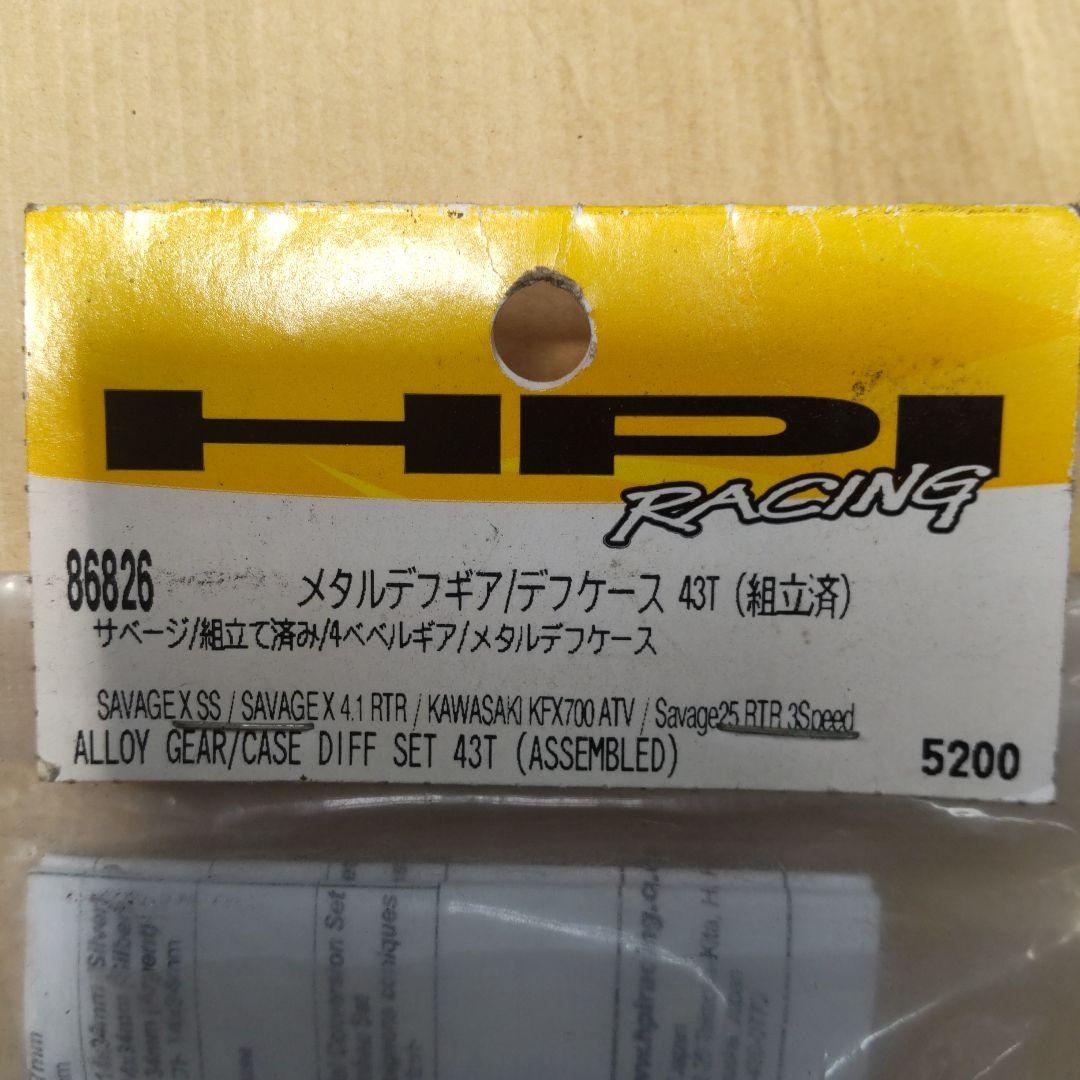 HPI
RACING
86826
メタルデフギア/デフケース 43T (組立済)
サベージ/組立て済み/4ベベルギア/メタルデフケース
SAVAGE X SS / SAVAGE X 4.1 RTR / KAWASAKI KFX700 ATV / Savage25 RTR 3Speed
ALLOY GEAR/CASE DIFF SET 43T (ASSEMBLED)
5200